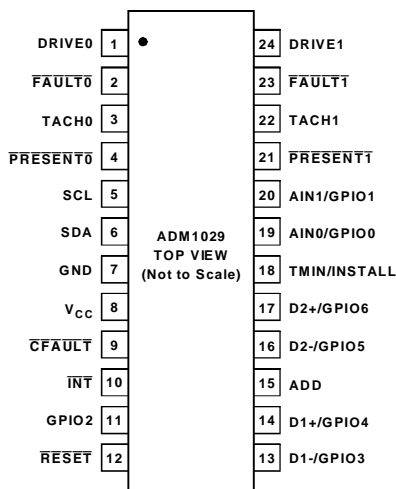 DRIVE0 1 24 DRIVE1
FAULT0 2 23 FAULT1
TACH0 3 22 TACH1
PRESENT0 4 21 PRESENT1
SCL 5 20 AIN1/GPIO1
SDA 6 ADM1029 19 AIN0/GPIO0
TOP VIEW
GND 7 (Not to Scale) 18 TMIN/INSTALL
VCC 8 17 D2+/GPIO6
CFAULT 9 16 D2-/GPIO5
INT 10 15 ADD
GPIO2 11 14 D1+/GPIO4
RESET 12 13 D1-/GPIO3